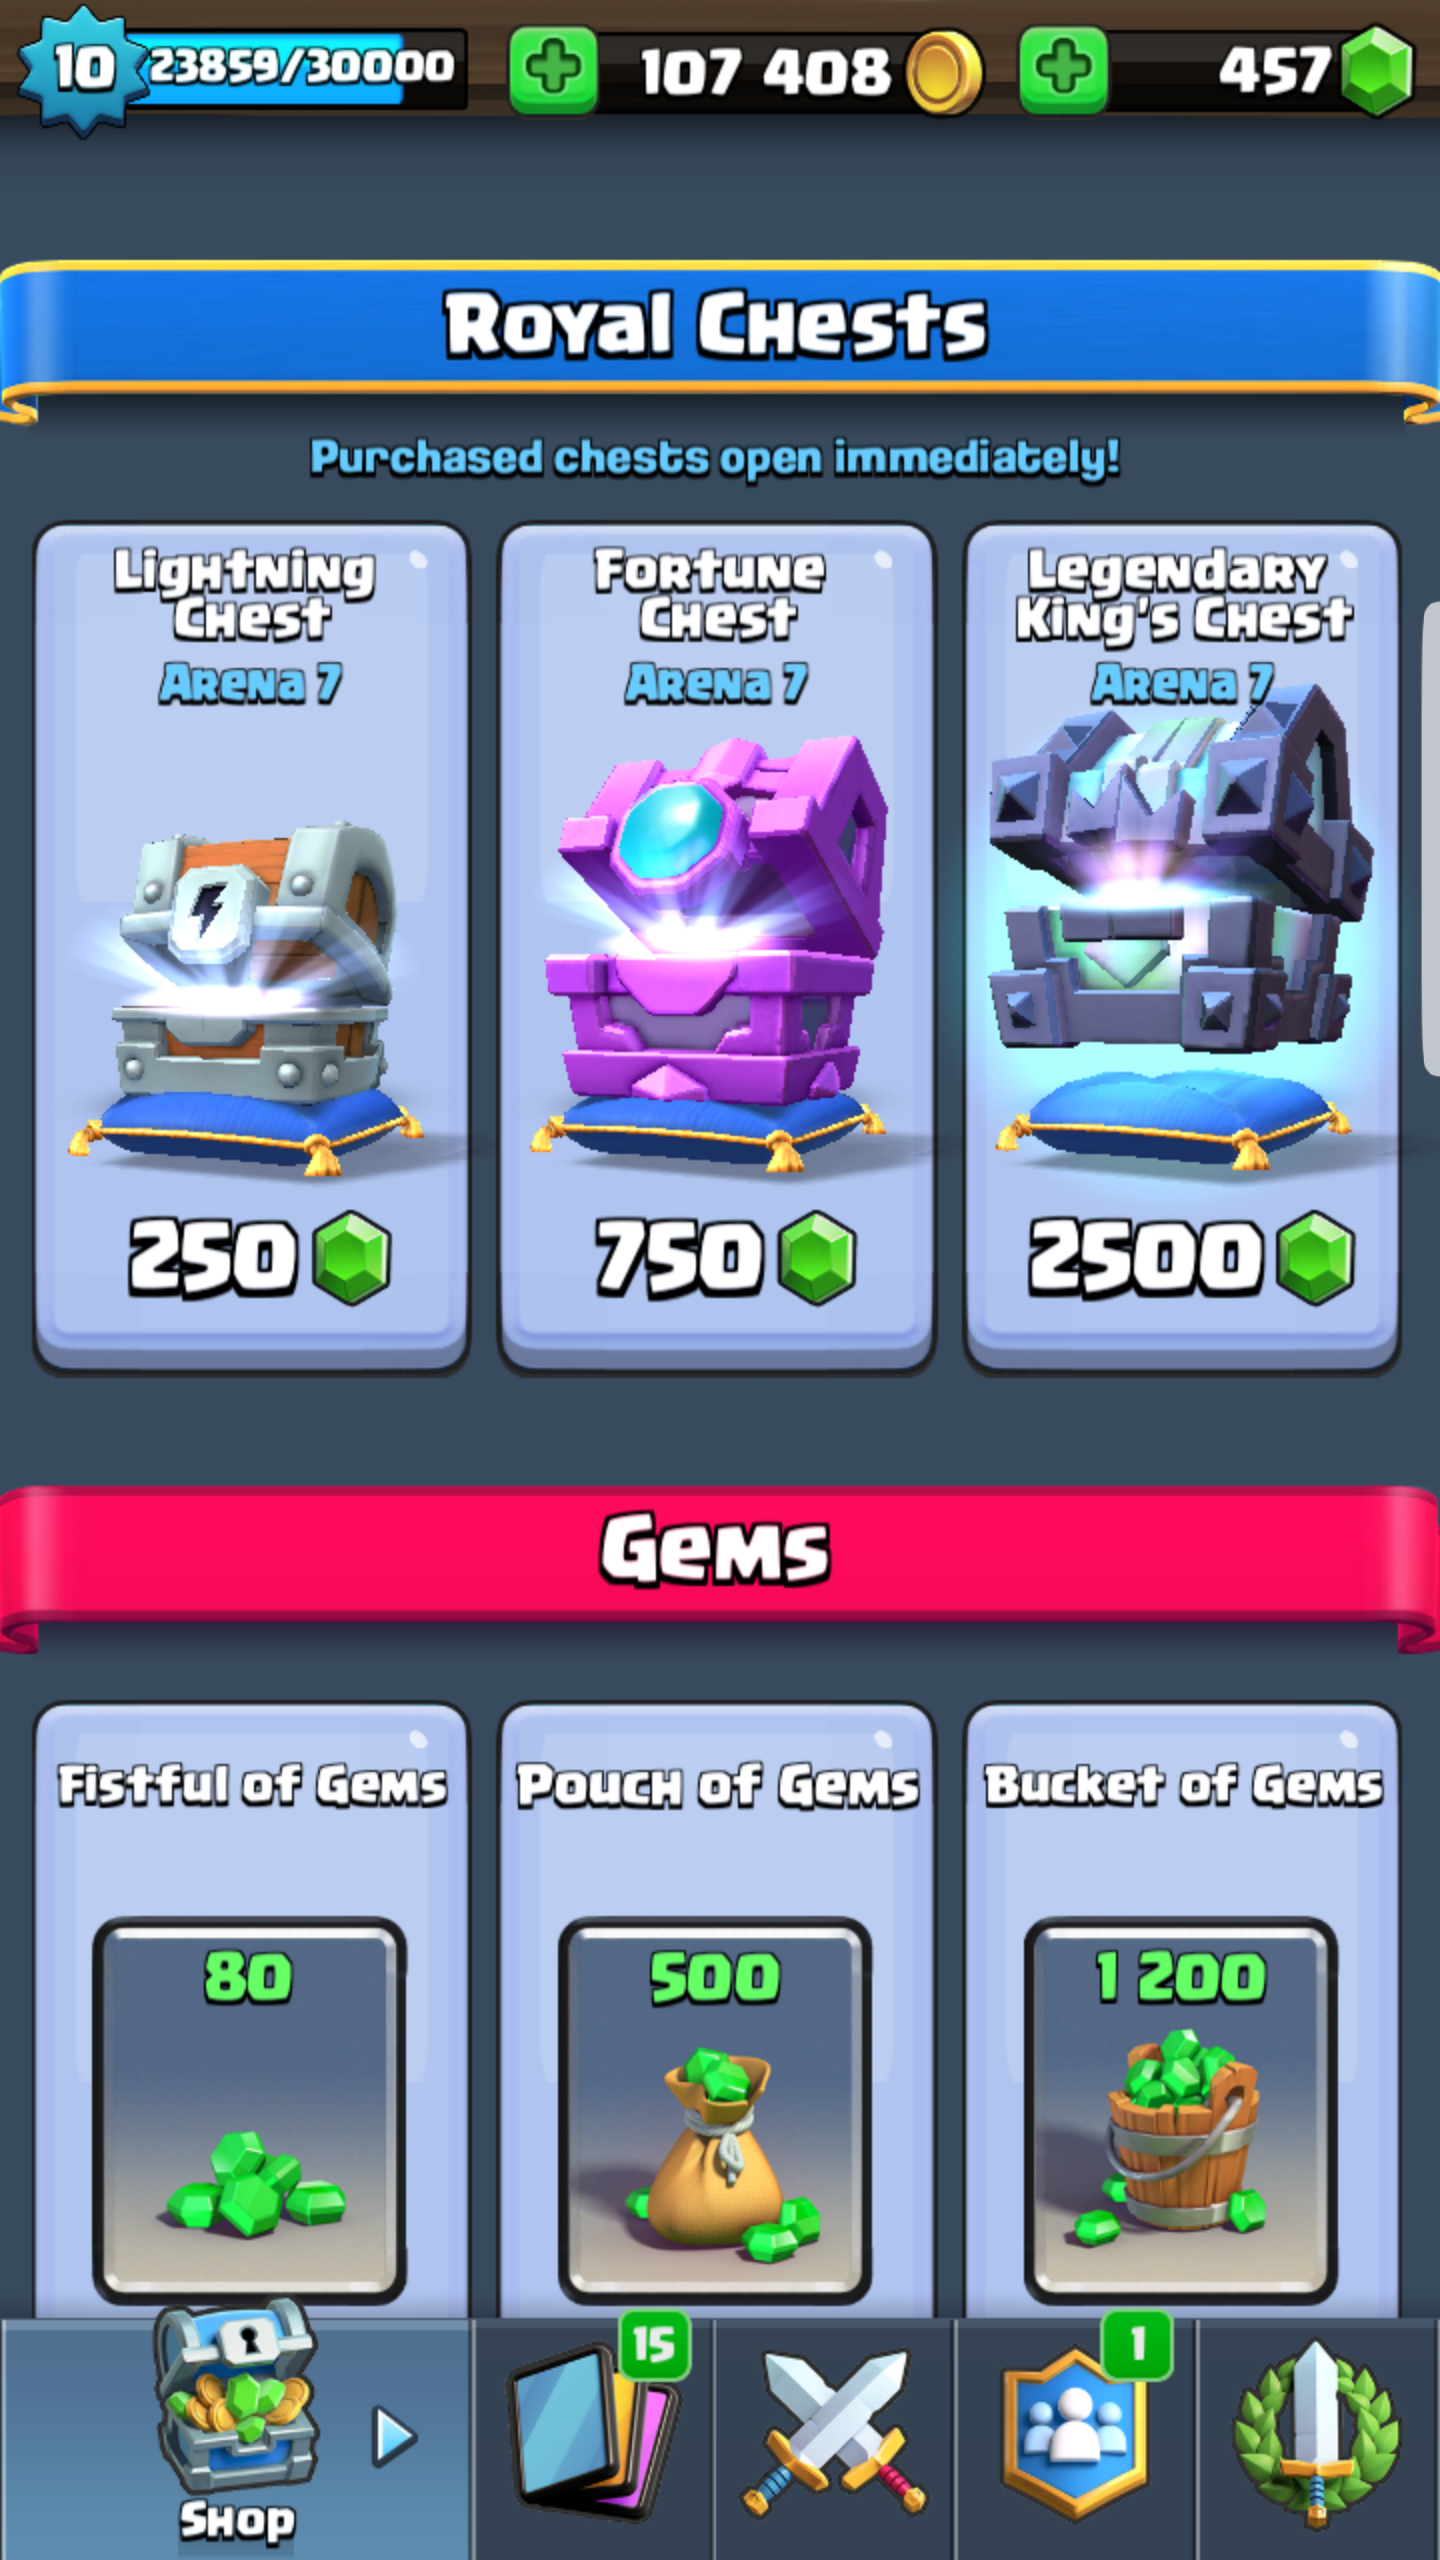 10 23859/30000 107 408 457
Royal Chests
Purchased chests open immediately!
Lightning
Chest
Arena 7
250
Fortune
Chest
Arena 7
750
Legendary
King's Chest
Arena 7
2500
Gems
Fistful of Gems
80
Pouch of Gems
500
Bucket of Gems
1 200
Shop
15
1